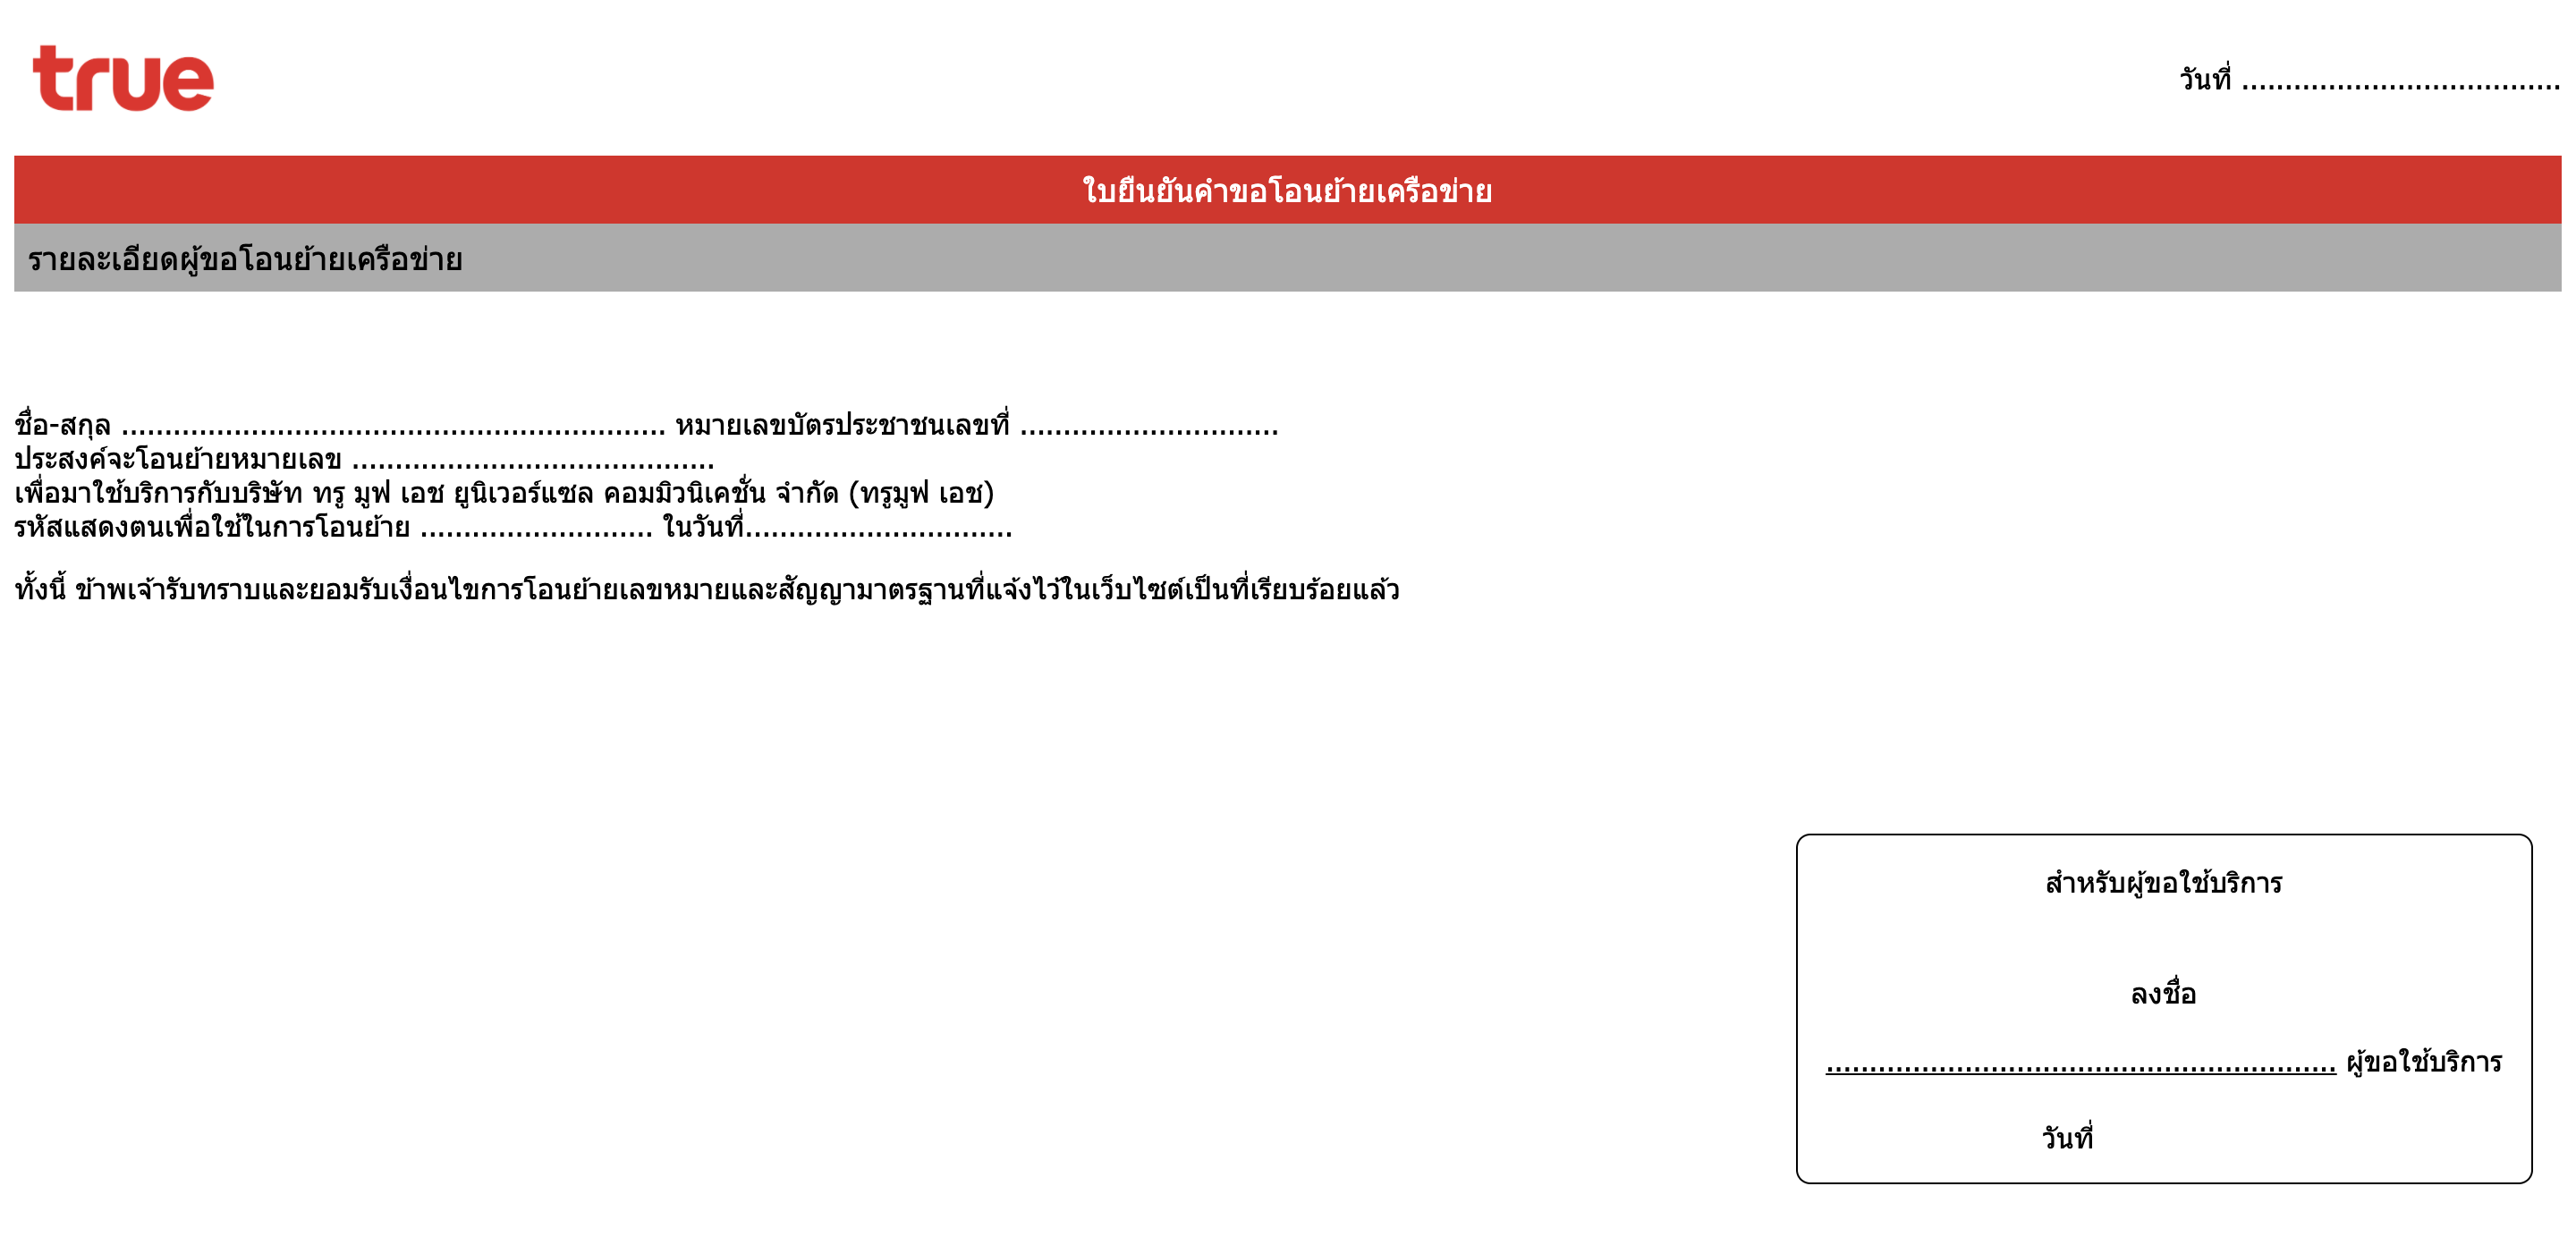 true
วันที่ .....................................
ใบยืนยันคำขอโอนย้ายเครือข่าย
รายละเอียดผู้ขอโอนย้ายเครือข่าย
ชื่อ-สกุล ............................................................... หมายเลขบัตรประชาชนเลขที่ ..............................
ประสงค์จะโอนย้ายหมายเลข ..........................................
เพื่อมาใช้บริการกับบริษัท ทรู มูฟ เอช ยูนิเวอร์แซล คอมมิวนิเคชั่น จำกัด (ทรูมูฟ เอช)
รหัสแสดงตนเพื่อใช้ในการโอนย้าย ........................... ในวันที่...............................
ทั้งนี้ ข้าพเจ้ารับทราบและยอมรับเงื่อนไขการโอนย้ายเลขหมายและสัญญามาตรฐานที่แจ้งไว้ในเว็บไซต์เป็นที่เรียบร้อยแล้ว
สำหรับผู้ขอใช้บริการ
ลงชื่อ
........................................................... ผู้ขอใช้บริการ
วันที่